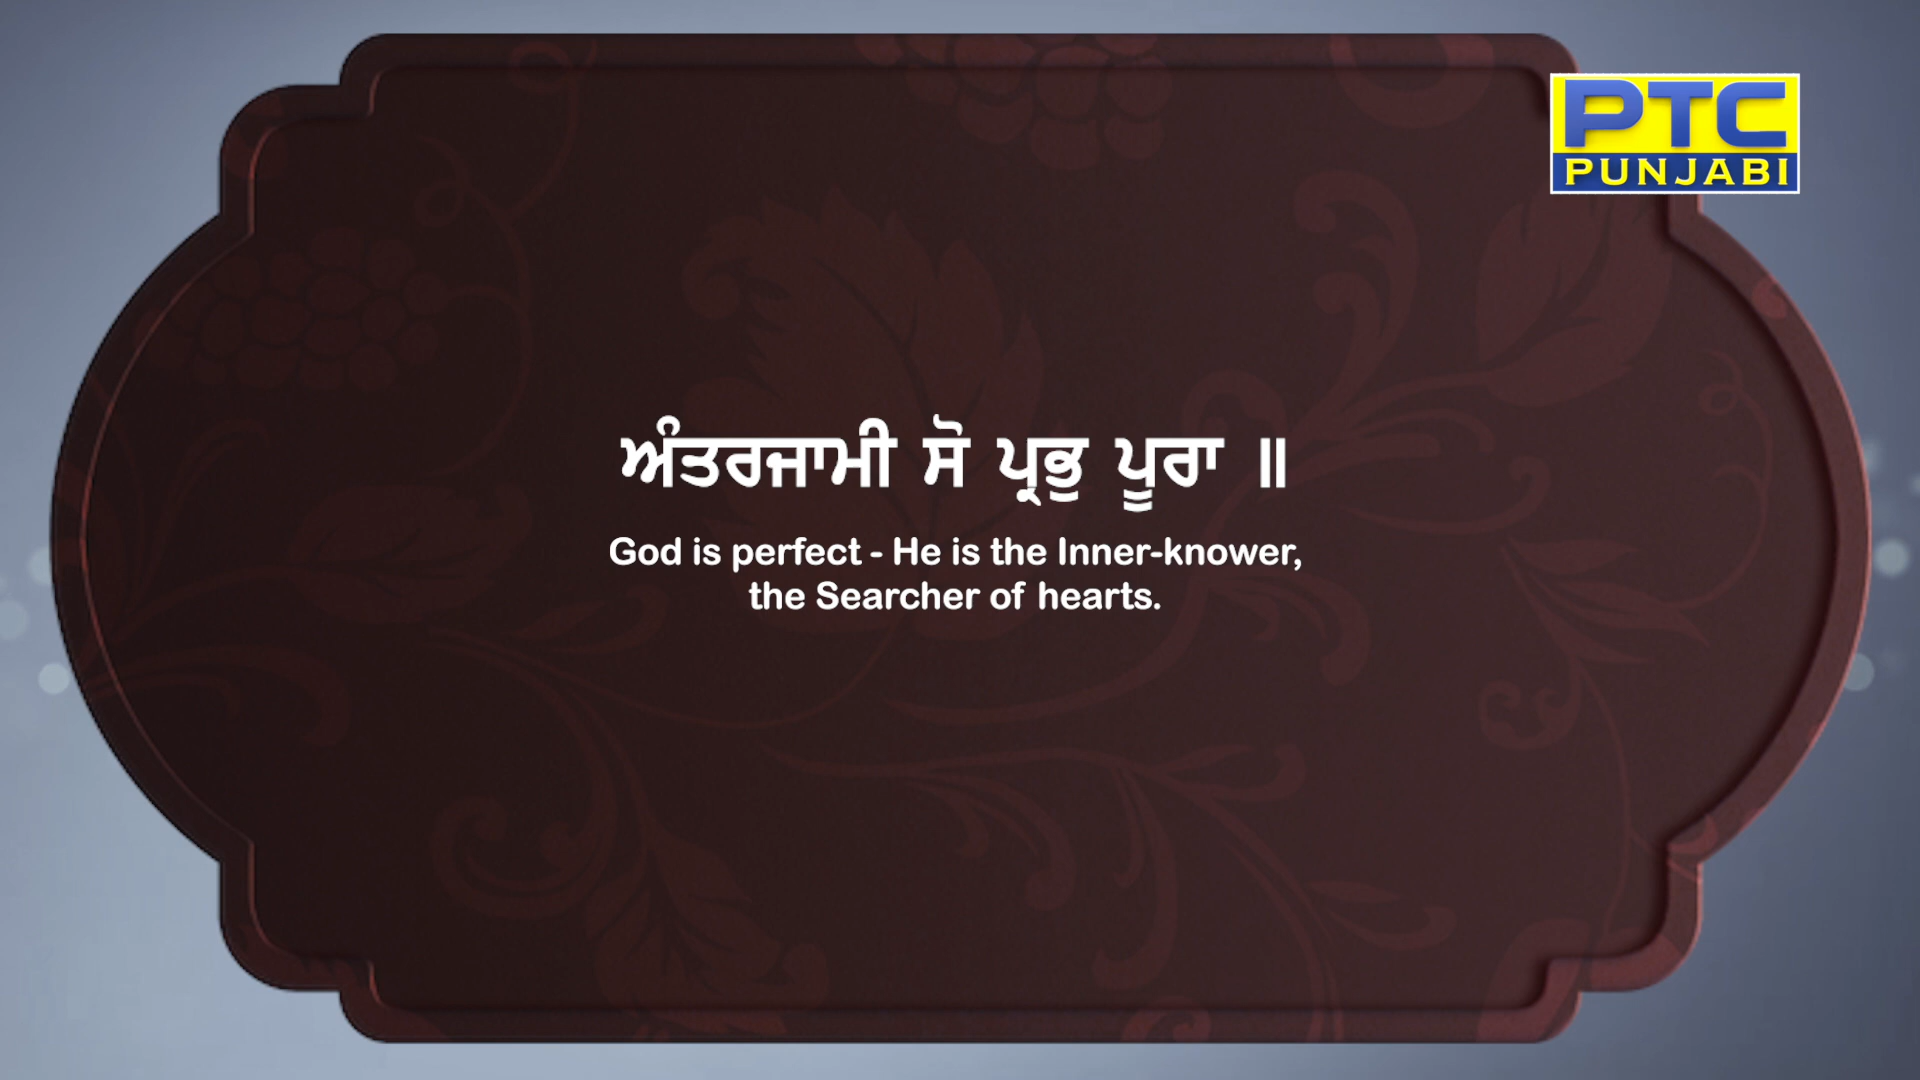 PTC
PUNJABI
ਅੰਤਰਜਾਮੀ ਸੋ ਪ੍ਰਭੁ ਪੂਰਾ ॥
God is perfect - He is the Inner-knower,
the Searcher of hearts.